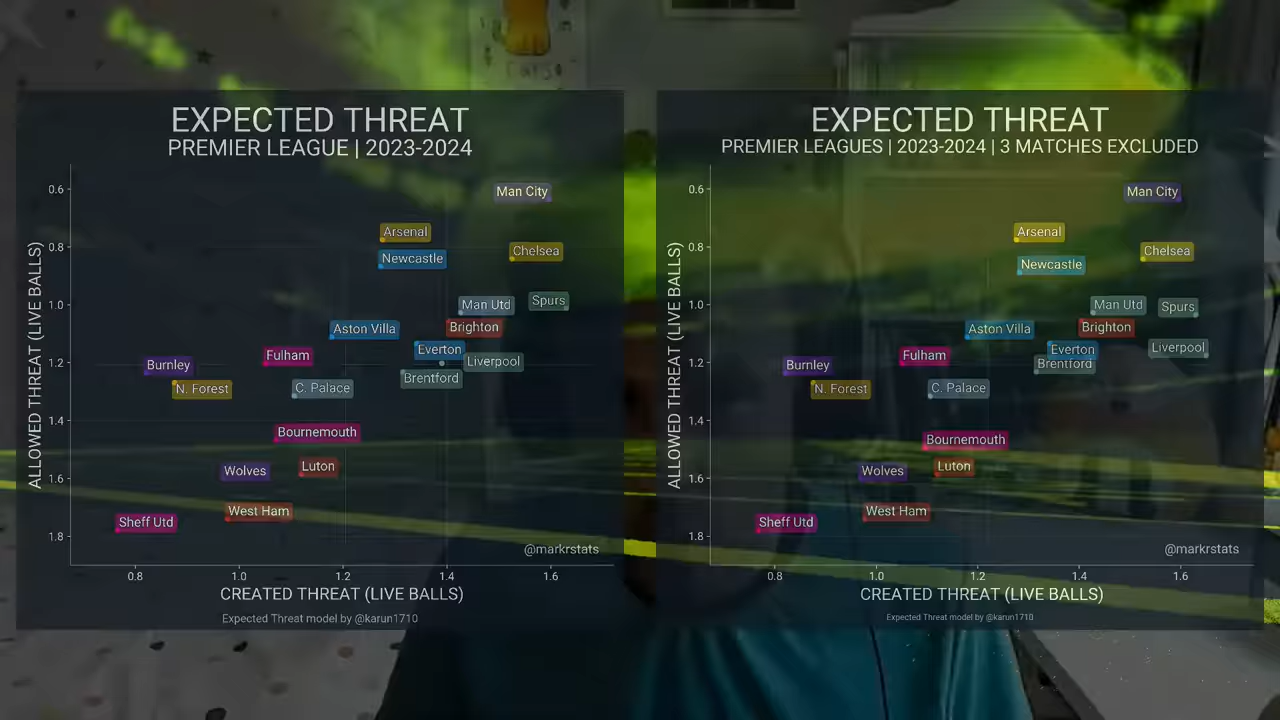 CATS!
EXPECTED THREAT
PREMIER LEAGUE | 2023-2024
0.6
0.8
1.0
1.2
1.4
1.6
1.8
ALLOWED THREAT (LIVE BALLS)
Man City
Arsenal
Chelsea
Newcastle
Spurs
Man Utd
Brighton
Aston Villa
Everton
Fulham
Liverpool
Burnley
Brentford
N. Forest
C. Palace
Bournemouth
Luton
Wolves
West Ham
Sheff Utd
@markrstats
0.8
1.0
1.2
1.4
1.6
CREATED THREAT (LIVE BALLS)
Expected Threat model by @karun1710
EXPECTED THREAT
PREMIER LEAGUES | 2023-2024 | 3 MATCHES EXCLUDED
0.6
0.8
1.0
1.2
1.4
1.6
1.8
ALLOWED THREAT (LIVE BALLS)
Man City
Arsenal
Chelsea
Newcastle
Man Utd
Spurs
Brighton
Aston Villa
Everton
Liverpool
Fulham
Brentford
Burnley
N. Forest
C. Palace
Bournemouth
Luton
Wolves
West Ham
Sheff Utd
@markrstats
0.8
1.0
1.2
1.4
1.6
CREATED THREAT (LIVE BALLS)
Expected Threat model by @karun1710